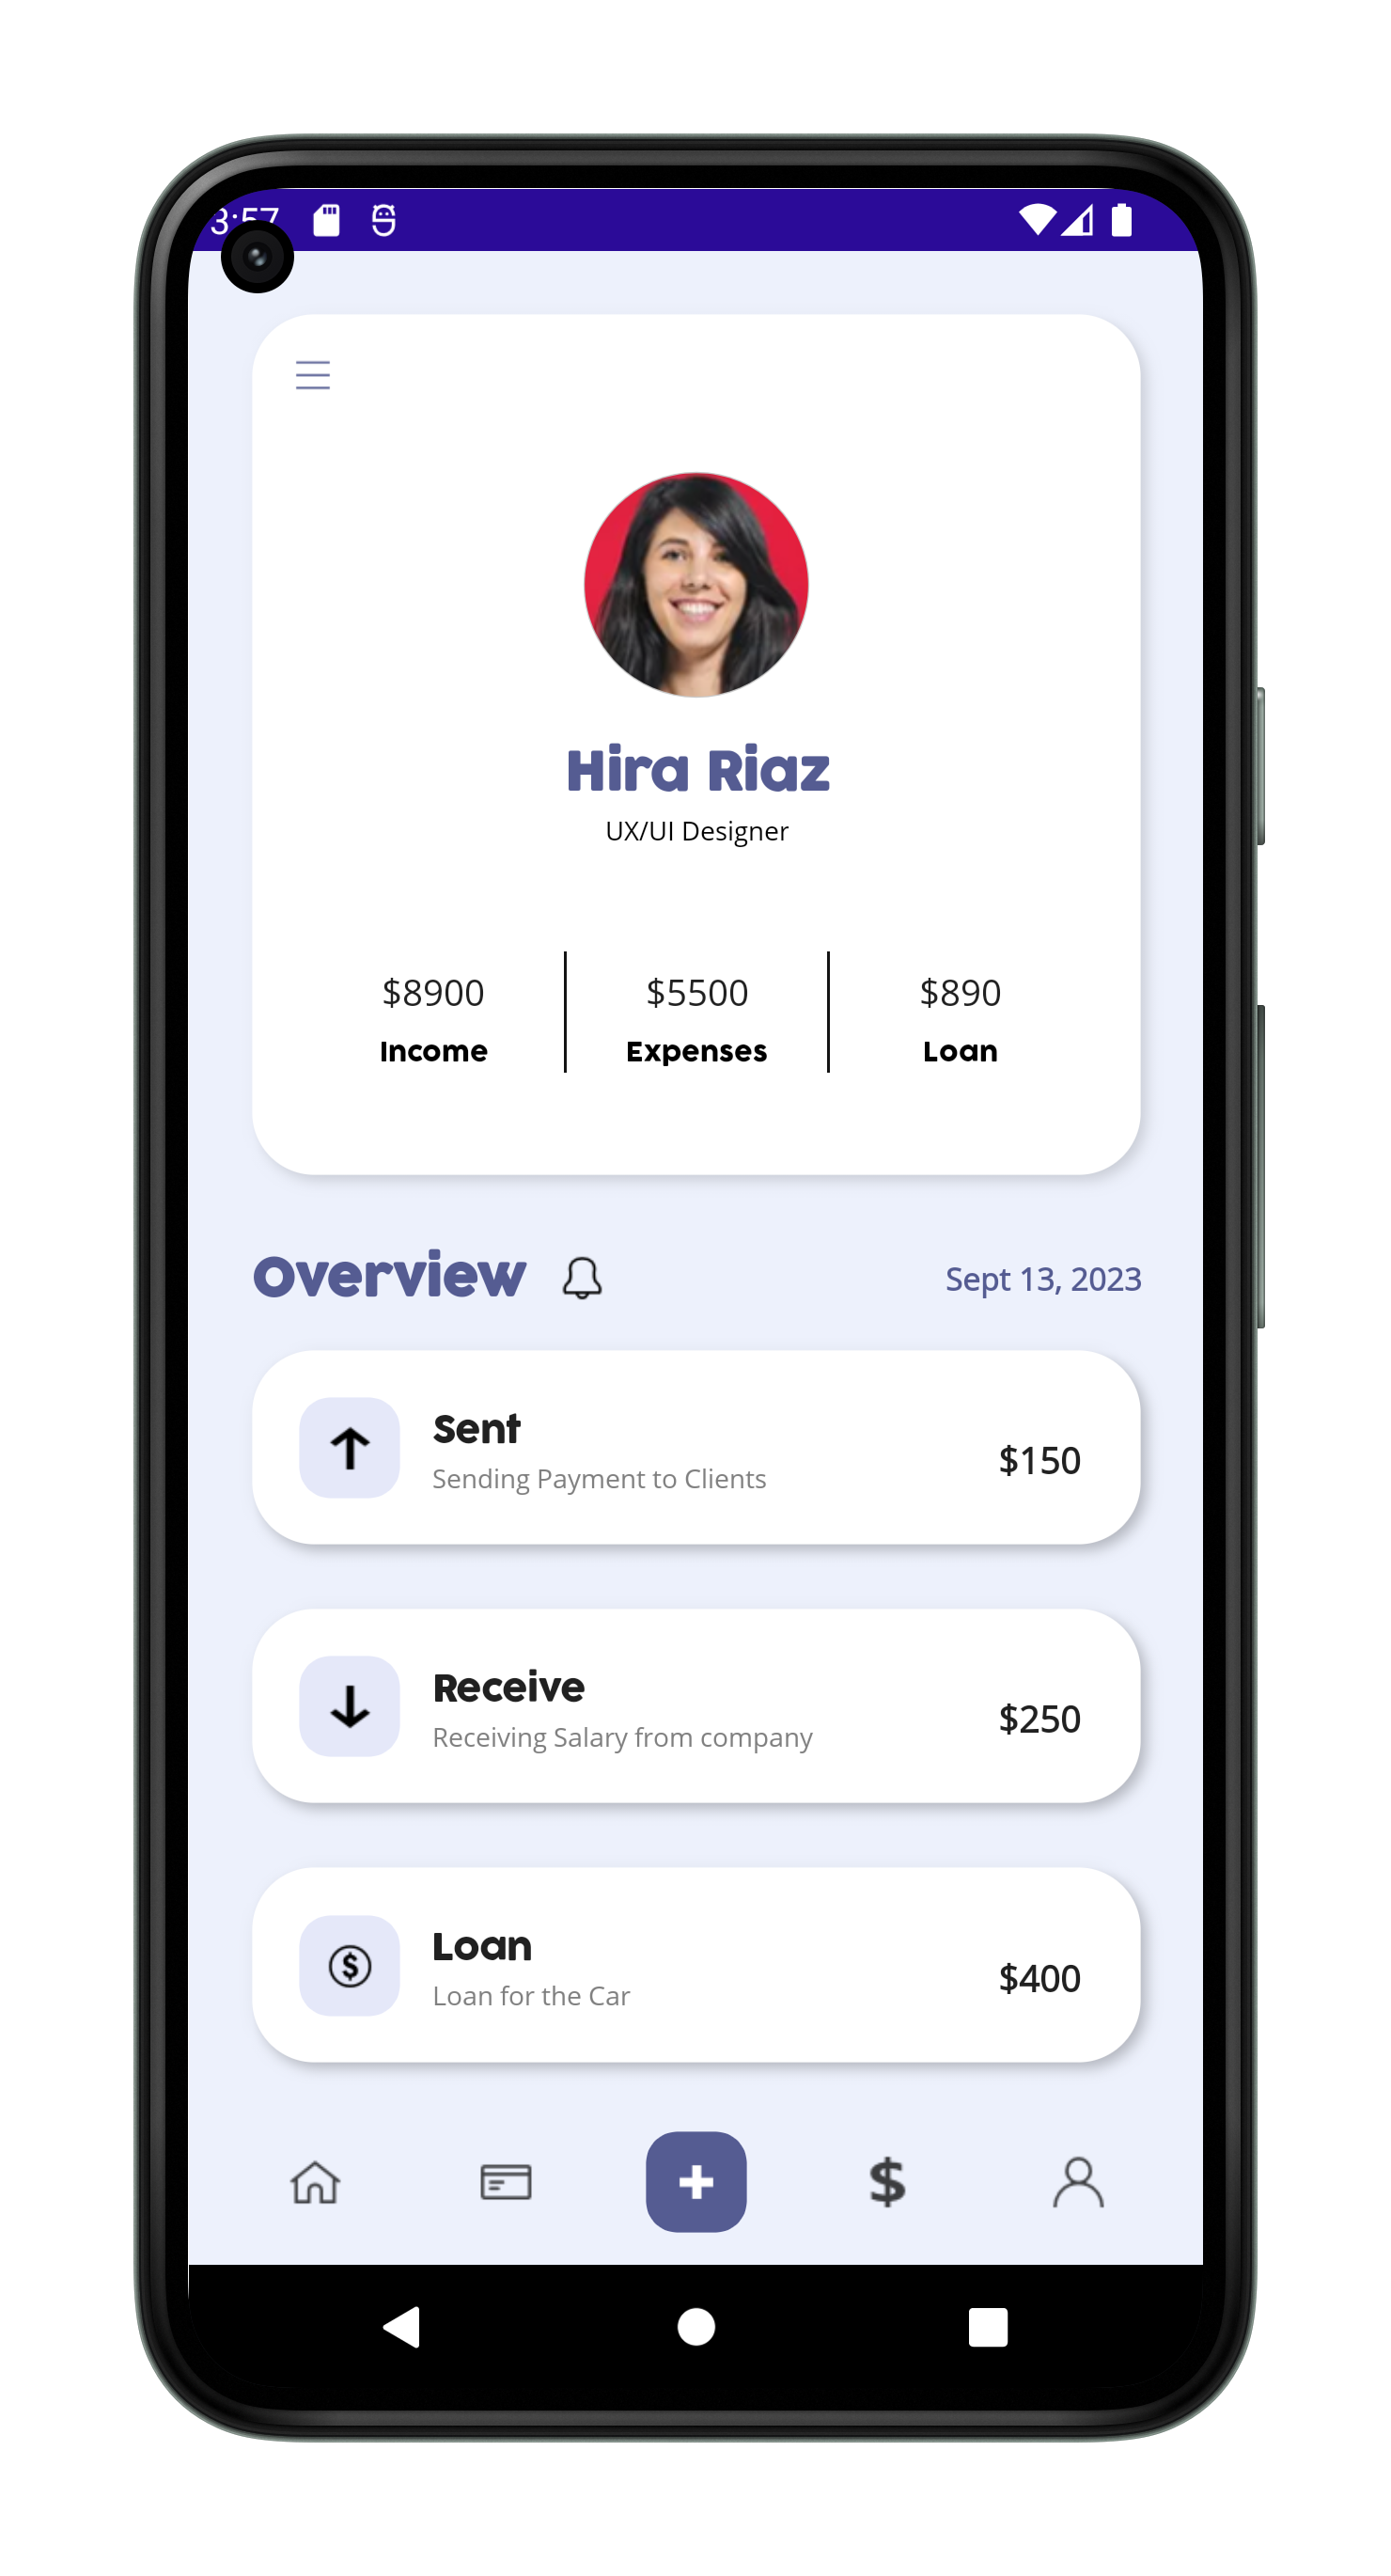 3:57
Hira Riaz
UX/UI Designer
$8900 $5500 $890
Income Expenses Loan
Overview Sept 13, 2023
Sent
Sending Payment to Clients
$150
Receive
Receiving Salary from company
$250
Loan
Loan for the Car
$400